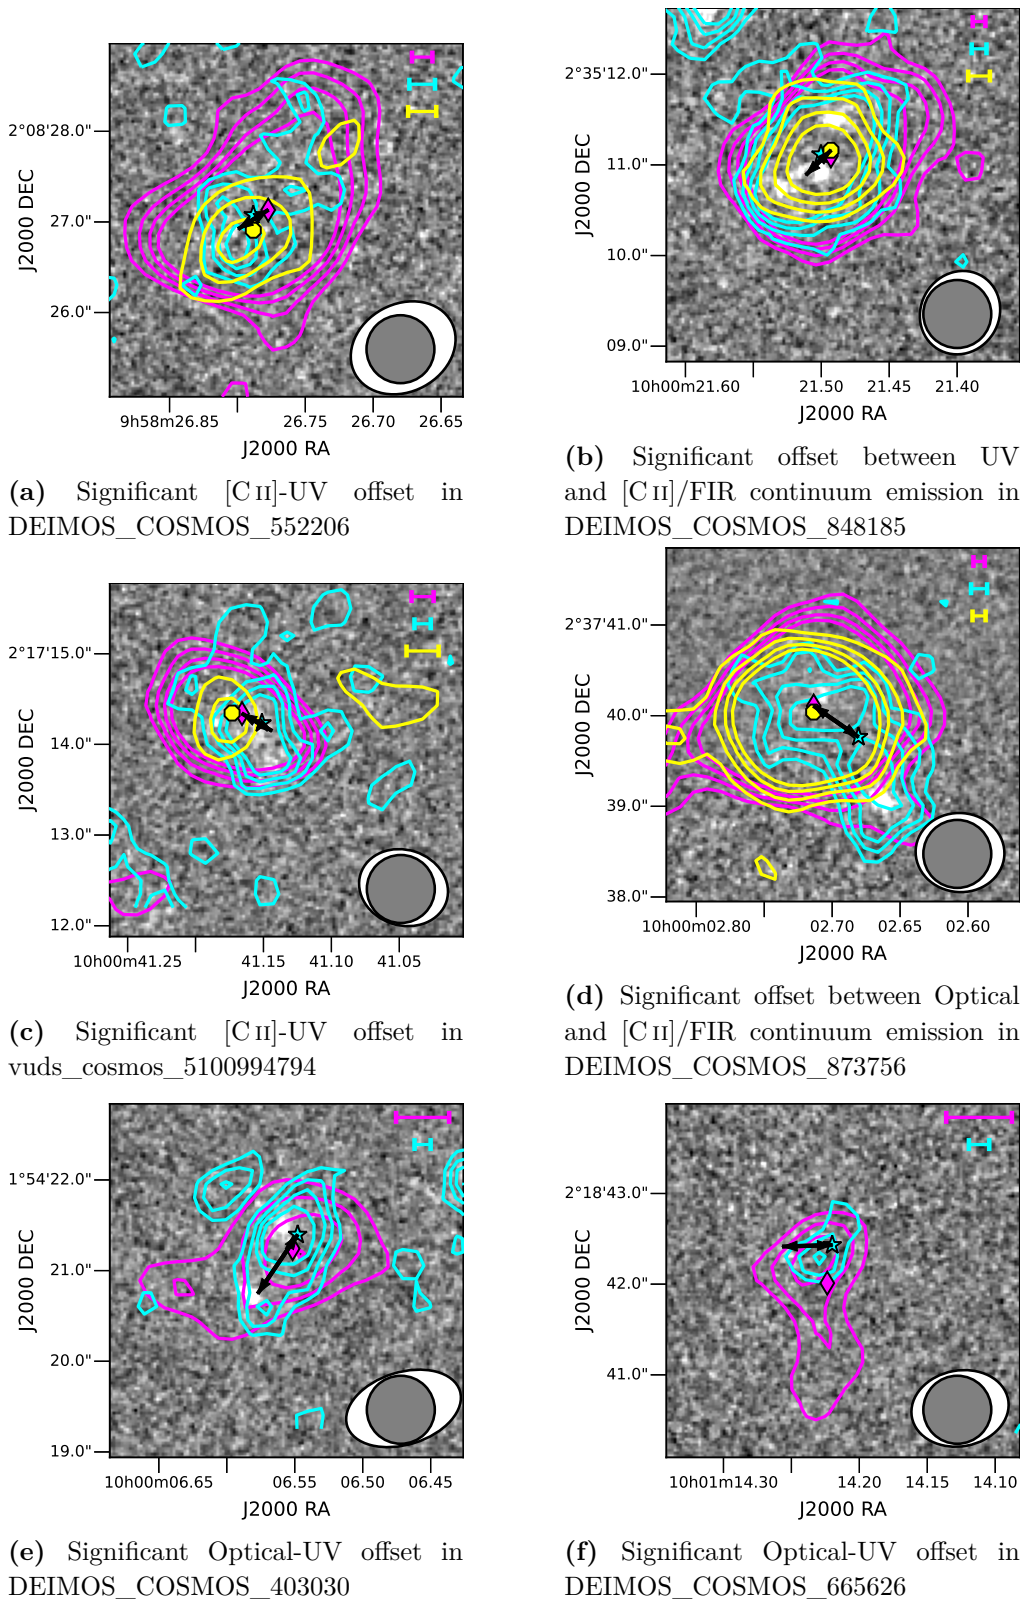 2°08'28.0"
27.0"
26.0"
J2000 DEC
9h58m26.85
26.75
26.70
26.65
J2000 RA
(a) Significant [C II]-UV offset in
DEIMOS_COSMOS_552206
2°35'12.0"
11.0"
10.0"
09.0"
J2000 DEC
10h00m21.60
21.50
21.45
21.40
J2000 RA
(b) Significant offset between UV
and [C II]/FIR continuum emission in
DEIMOS_COSMOS_848185
2°17'15.0"
14.0"
13.0"
12.0"
J2000 DEC
10h00m41.25
41.15
41.10
41.05
J2000 RA
(c) Significant [C II]-UV offset in
vuds_cosmos_5100994794
2°37'41.0"
40.0"
39.0"
38.0"
J2000 DEC
10h00m02.80
02.70
02.65
02.60
J2000 RA
(d) Significant offset between Optical
and [C II]/FIR continuum emission in
DEIMOS_COSMOS_873756
1°54'22.0"
21.0"
20.0"
19.0"
J2000 DEC
10h00m06.65
06.55
06.50
06.45
J2000 RA
(e) Significant Optical-UV offset in
DEIMOS_COSMOS_403030
2°18'43.0"
42.0"
41.0"
J2000 DEC
10h01m14.30
14.20
14.15
14.10
J2000 RA
(f) Significant Optical-UV offset in
DEIMOS_COSMOS_665626